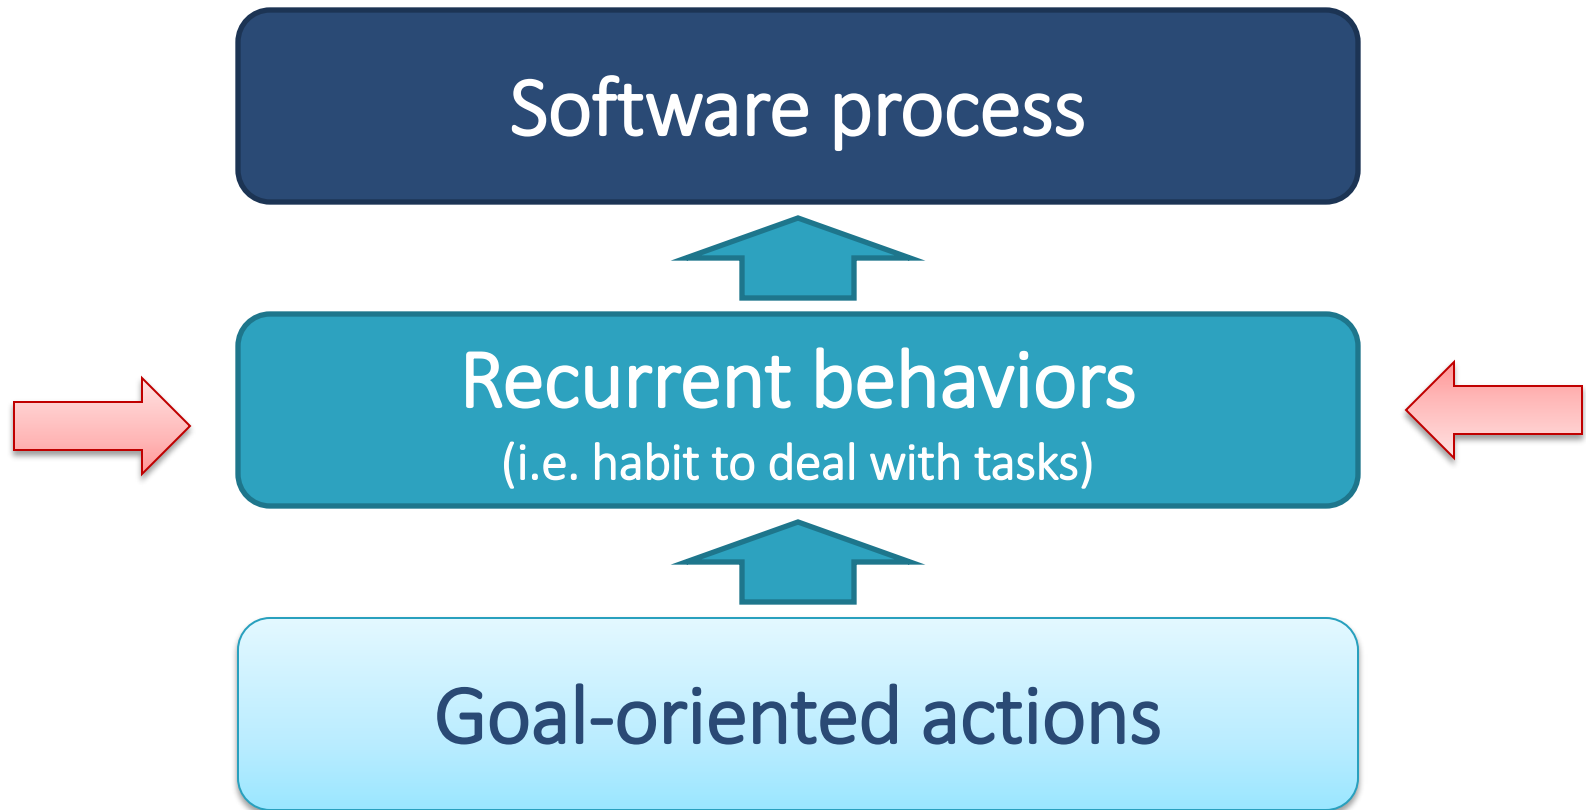 Software process
Recurrent behaviors
(i.e. habit to deal with tasks)
Goal-oriented actions